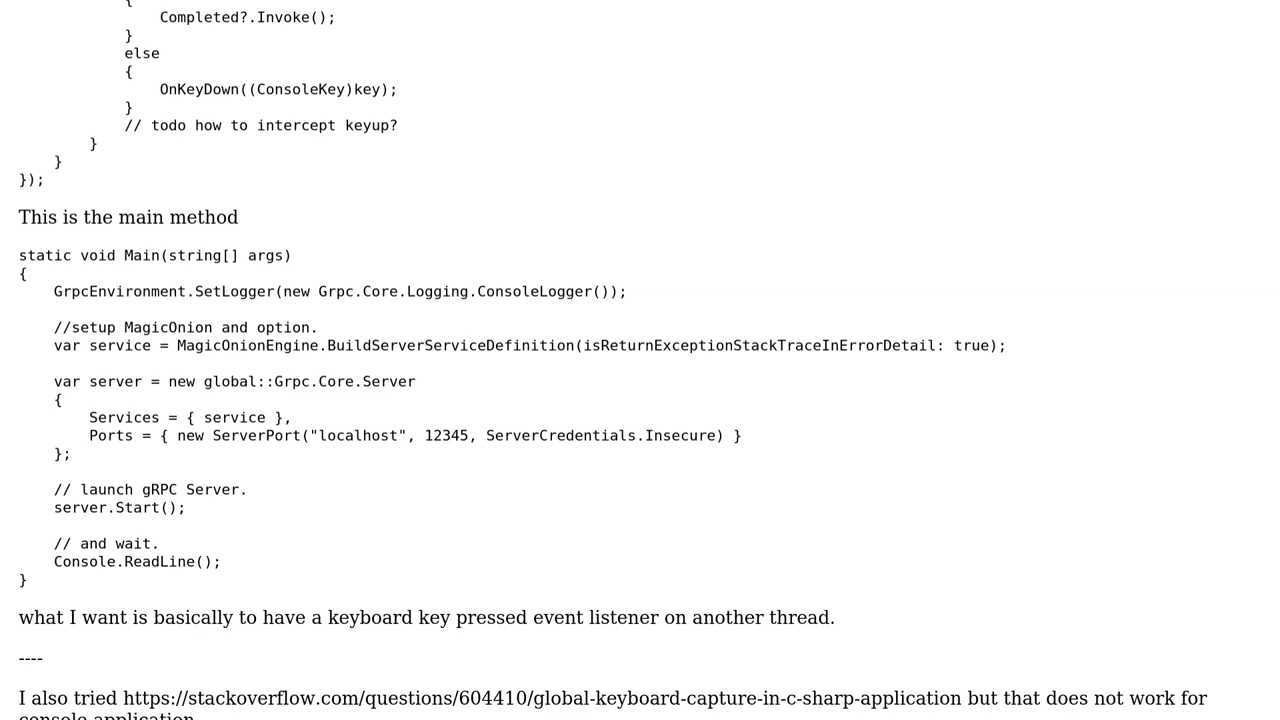 {
Completed?.Invoke();
}
else
{
OnKeyDown((ConsoleKey)key);
}
// todo how to intercept keyup?
}
}
});
This is the main method
static void Main(string[] args)
{
GrpcEnvironment.SetLogger(new Grpc.Core.Logging.ConsoleLogger());
//setup MagicOnion and option.
var service = MagicOnionEngine.BuildServerServiceDefinition(isReturnExceptionStackTraceInErrorDetail: true);
var server = new global::Grpc.Core.Server
{
Services = { service },
Ports = { new ServerPort("localhost", 12345, ServerCredentials.Insecure) }
};
// launch gRPC Server.
server.Start();
// and wait.
Console.ReadLine();
}
what I want is basically to have a keyboard key pressed event listener on another thread.
----
I also tried https://stackoverflow.com/questions/604410/global-keyboard-capture-in-c-sharp-application but that does not work for
console application